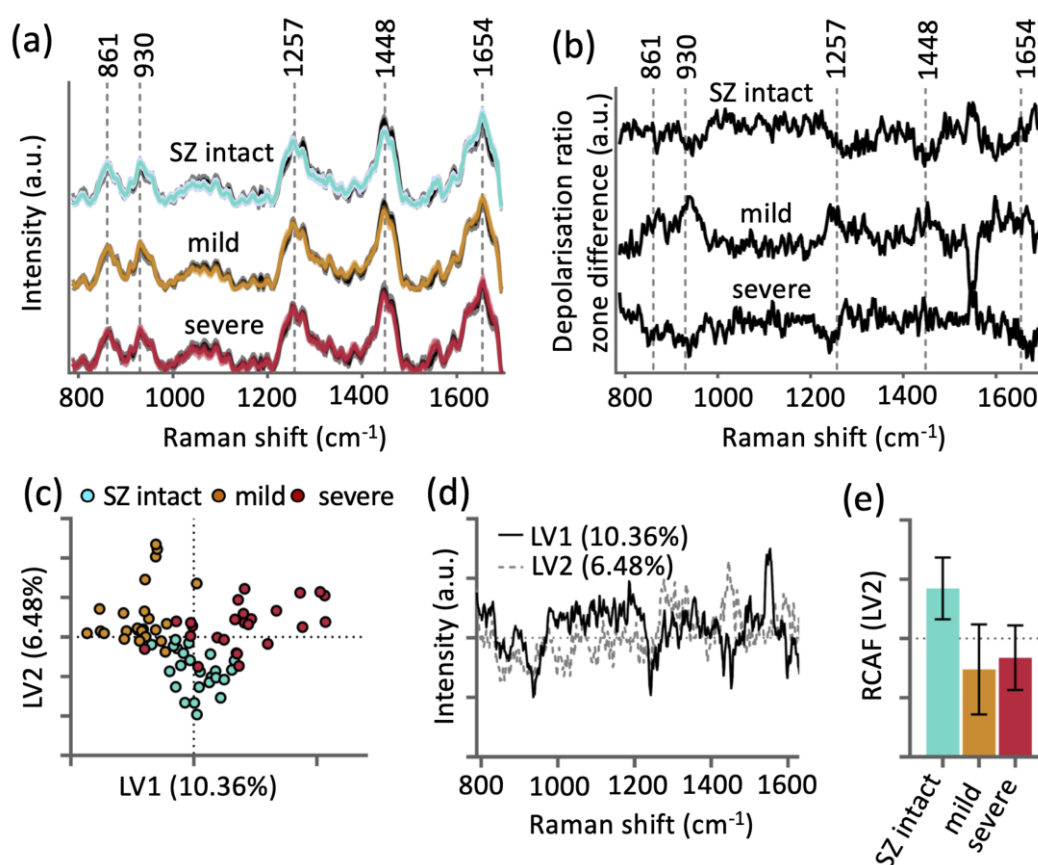 (a)
861
930
1257
1448
1654
SZ intact
mild
severe
Intensity (a.u.)
800
1000
1200
1400
1600
Raman shift (cm-1)
(b)
861
930
1257
1448
1654
SZ intact
mild
severe
Depolarisation ratio
zone difference (a.u.)
800
1000
1200
1400
1600
Raman shift (cm-1)
(c)
SZ intact
mild
severe
LV2 (6.48%)
LV1 (10.36%)
(d)
LV1 (10.36%)
LV2 (6.48%)
Intensity (a.u.)
800
1000
1200
1400
1600
Raman shift (cm-1)
(e)
RCAF (LV2)
SZ intact
mild
severe